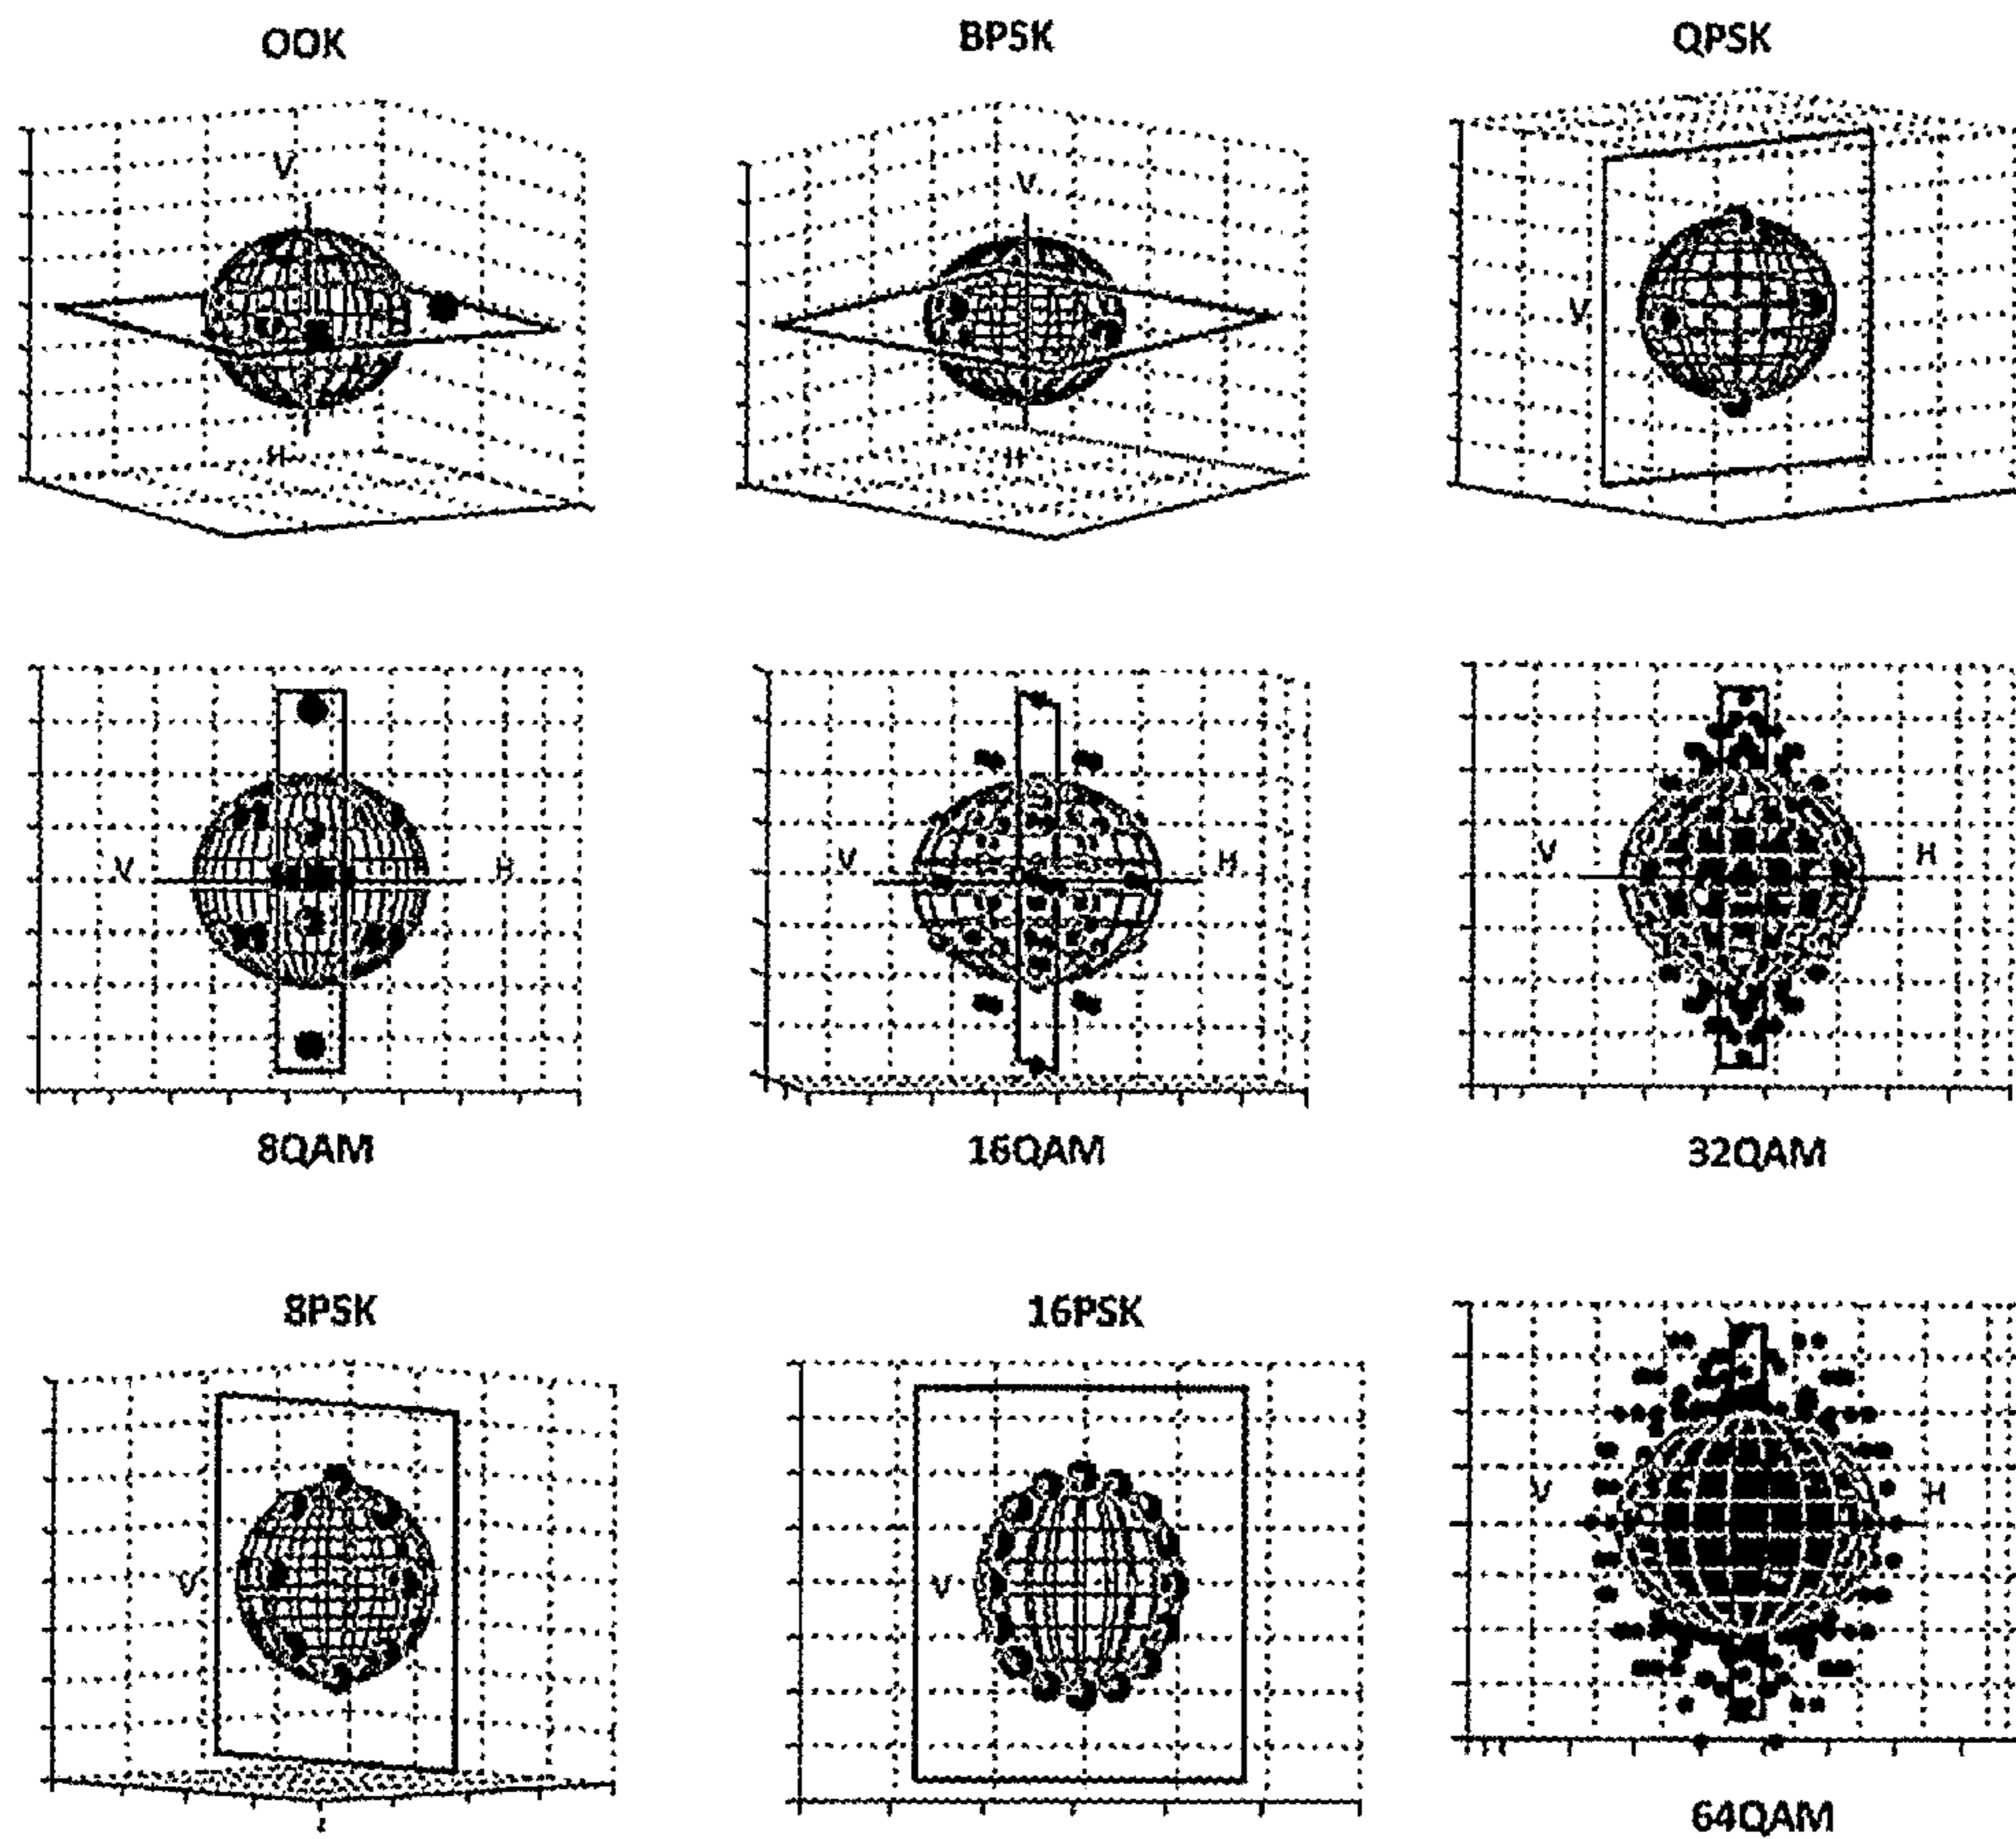 OOK
BPSK
QPSK
V
V
V
H
H
V H
V H
V H
8QAM
16QAM
32QAM
8PSK
16PSK
V
V
V H
64QAM